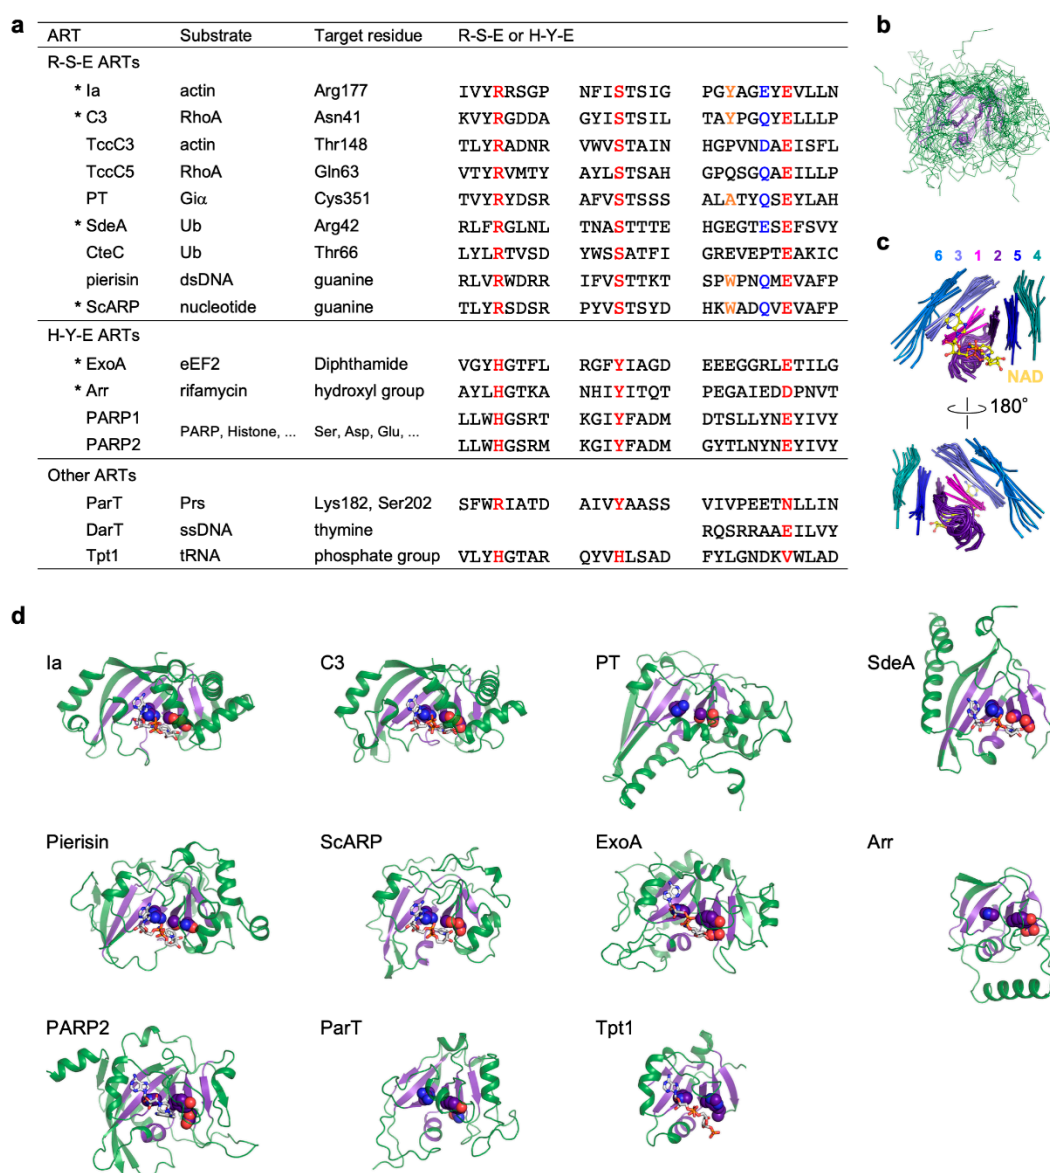 a
ART Substrate Target residue R-S-E or H-Y-E
R-S-E ARTs
* Ia actin Arg177 IVYRRSGP NFISTSIG PGYAGEYEVLLN
* C3 RhoA Asn41 KVYRGDDA GYISTSIL TAYPGQYELLLP
TccC3 actin Thr148 TLYRADNR VWVSTAIN HGPVNDAEISFL
TccC5 RhoA Gln63 VTYRVMTY AYLSTSAH GPQSGQAEILLP
PT Giα Cys351 TVYRYDSR AFVSTSSS ALATYQSEYLAH
* SdeA Ub Arg42 RLFRGLNL TNASTTTE HGEGTESEFSVY
CteC Ub Thr66 LYLRTVSD YWSSATFI GREVEPTEAKIC
pierisin dsDNA guanine RLVRWDRR IFVSTTKT SPWPNQMEVAFP
* ScARP nucleotide guanine TLYRSDSR PYVSTSYD HKWADQVEVAFP
H-Y-E ARTs
* ExoA eEF2 Diphthamide VGYHGTFL RGFYIAGD EEEGGRLETILG
* Arr rifamycin hydroxyl group AYLHGTKA NHIYITQT PEGAIEDDPNVT
PARP1 LLWHGSRT KGIYFADM DTSLLYNEYIVY
PARP, Histone, ... Ser, Asp, Glu, ...
PARP2 LLWHGSRM KGIYFADM GYTLNYNEYIVY
Other ARTs
ParT Prs Lys182, Ser202 SFWRIATD AIVYAASS VIVPEETNLLIN
DarT ssDNA thymine RQSRRAAEILVY
Tpt1 tRNA phosphate group VLYHGTAR QYVHLSAD FYLGNDKVWLAD
b
c
6 3 1 2 5 4
NAD
180°
d
Ia C3 PT SdeA
Pierisin ScARP ExoA Arr
PARP2 ParT Tpt1